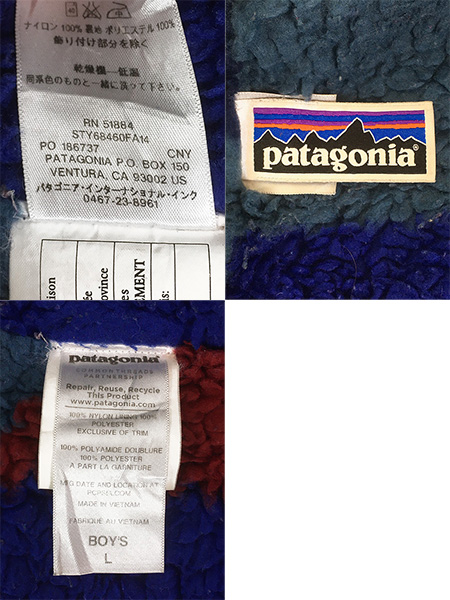 ナイロン 100% 裏地 ポリエステル 100%
飾り付け部分を除く
乾燥機—低温
同系色のものと一緒に洗って下さい。
RN 51884
STY68460FA14
PO 186737 CNY
PATAGONIA P.O. BOX 150
VENTURA, CA 93002 US
パタゴニア・インターナショナル・インク
0467-23-8961
patagonia®
patagonia
COMMON THREADS
PARTNERSHIP
Repair, Reuse, Recycle
This Product
www.patagonia.com
100% NYLON LINING 100%
POLYESTER
EXCLUSIVE OF TRIM
100% POLYAMIDE DOUBLURE
100% POLYESTER
A PART LA GARNITURE
MFG DATE AND LOCATION AT
PCPSEI.COM
MADE IN VIETNAM
FABRIQUE AU VIETNAM
BOY'S
L